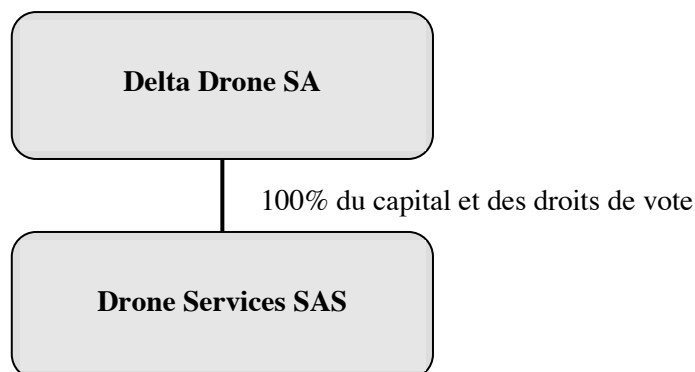 Delta Drone SA
100% du capital et des droits de vote
Drone Services SAS